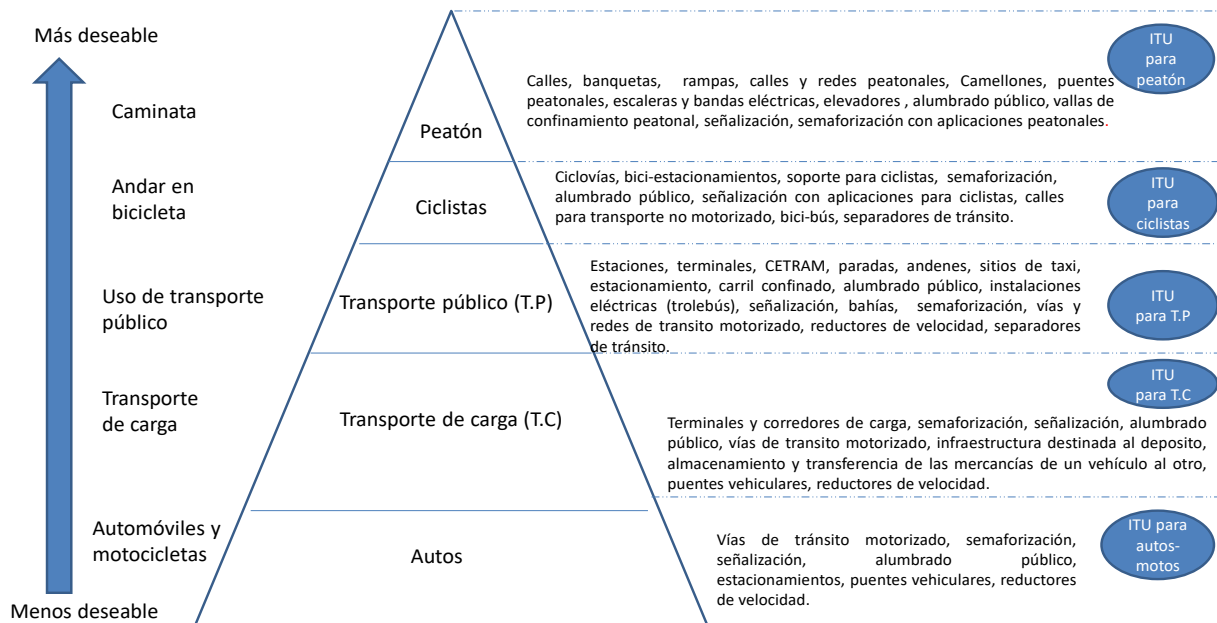 Más deseable
ITU
para
peatón
Caminata
Peatón
Calles, banquetas, rampas, calles y redes peatonales, Camellones, puentes
peatonales, escaleras y bandas eléctricas, elevadores , alumbrado público, vallas de
confinamiento peatonal, señalización, semaforización con aplicaciones peatonales.
Andar en
bicicleta
Ciclistas
Ciclovías, bici-estacionamientos, soporte para ciclistas, semaforización,
alumbrado público, señalización con aplicaciones para ciclistas, calles
para transporte no motorizado, bici-bús, separadores de tránsito.
ITU
para
ciclistas
Uso de transporte
público
Transporte público (T.P)
Estaciones, terminales, CETRAM, paradas, andenes, sitios de taxi,
estacionamiento, carril confinado, alumbrado público, instalaciones
eléctricas (trolebús), señalización, bahías, semaforización, vías y
redes de transito motorizado, reductores de velocidad, separadores
de tránsito.
ITU
para T.P
Transporte
de carga
Transporte de carga (T.C)
ITU
para T.C
Terminales y corredores de carga, semaforización, señalización, alumbrado
público, vías de transito motorizado, infraestructura destinada al deposito,
almacenamiento y transferencia de las mercancías de un vehículo al otro,
puentes vehiculares, reductores de velocidad.
Automóviles y
motocicletas
Autos
Vías de tránsito motorizado, semaforización,
señalización, alumbrado público,
estacionamientos, puentes vehiculares, reductores
de velocidad.
ITU para
autos-
motos
Menos deseable